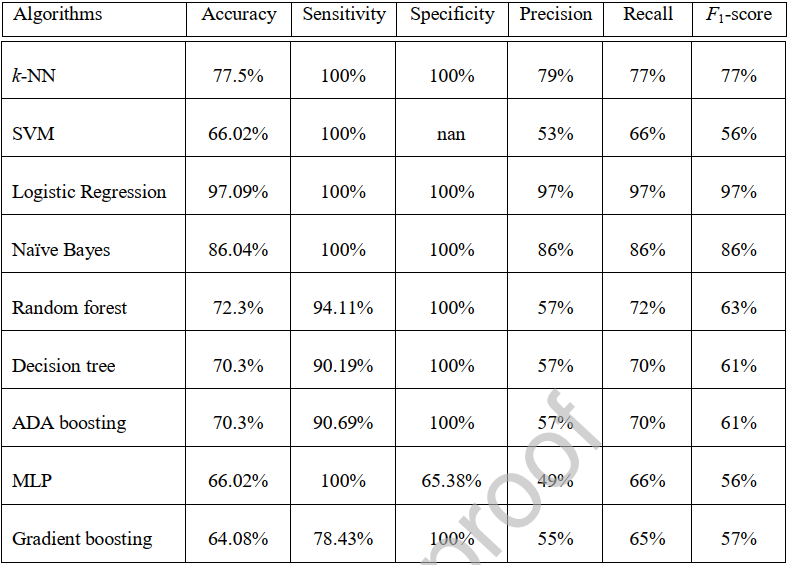 Algorithms Accuracy Sensitivity Specificity Precision Recall F1-score
k-NN 77.5% 100% 100% 79% 77% 77%
SVM 66.02% 100% nan 53% 66% 56%
Logistic Regression 97.09% 100% 100% 97% 97% 97%
Naïve Bayes 86.04% 100% 100% 86% 86% 86%
Random forest 72.3% 94.11% 100% 57% 72% 63%
Decision tree 70.3% 90.19% 100% 57% 70% 61%
ADA boosting 70.3% 90.69% 100% 57% 70% 61%
MLP 66.02% 100% 65.38% 49% 66% 56%
Gradient boosting 64.08% 78.43% 100% 55% 65% 57%
proof